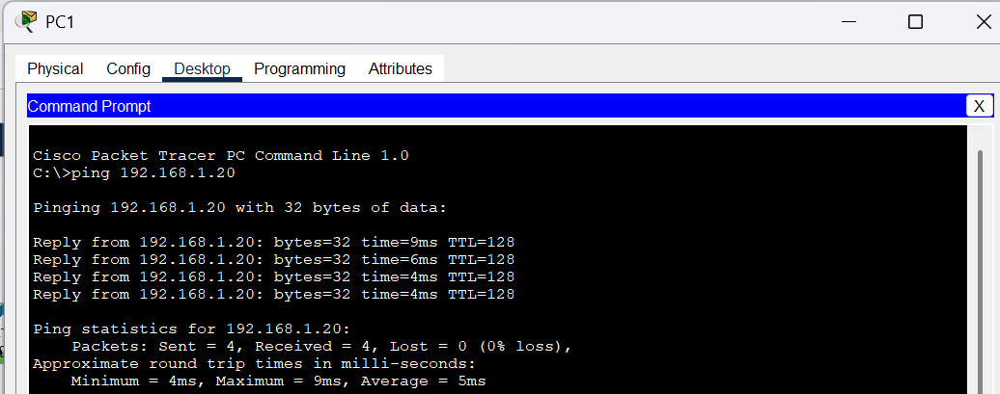 PC1
Physical Config Desktop Programming Attributes
Command Prompt X
Cisco Packet Tracer PC Command Line 1.0
C:\>ping 192.168.1.20
Pinging 192.168.1.20 with 32 bytes of data:
Reply from 192.168.1.20: bytes=32 time=9ms TTL=128
Reply from 192.168.1.20: bytes=32 time=6ms TTL=128
Reply from 192.168.1.20: bytes=32 time=4ms TTL=128
Reply from 192.168.1.20: bytes=32 time=4ms TTL=128
Ping statistics for 192.168.1.20:
Packets: Sent = 4, Received = 4, Lost = 0 (0% loss),
Approximate round trip times in milli-seconds:
Minimum = 4ms, Maximum = 9ms, Average = 5ms